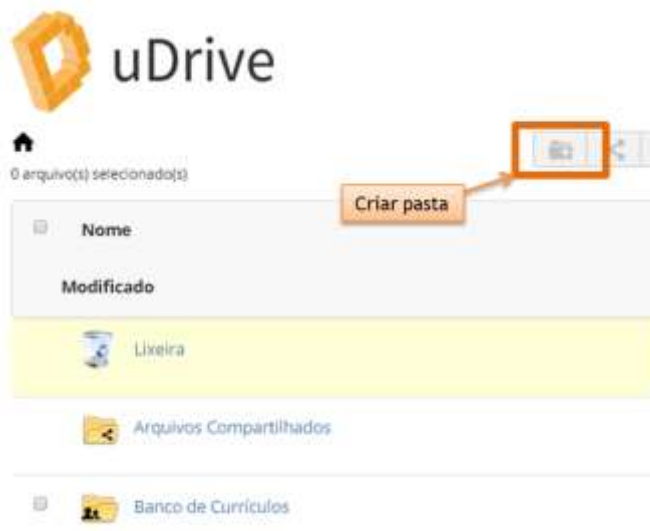 uDrive
0 arquivo(s) selecionado(s)
Criar pasta
Nome
Modificado
Lixeira
Arquivos Compartilhados
Banco de Currículos